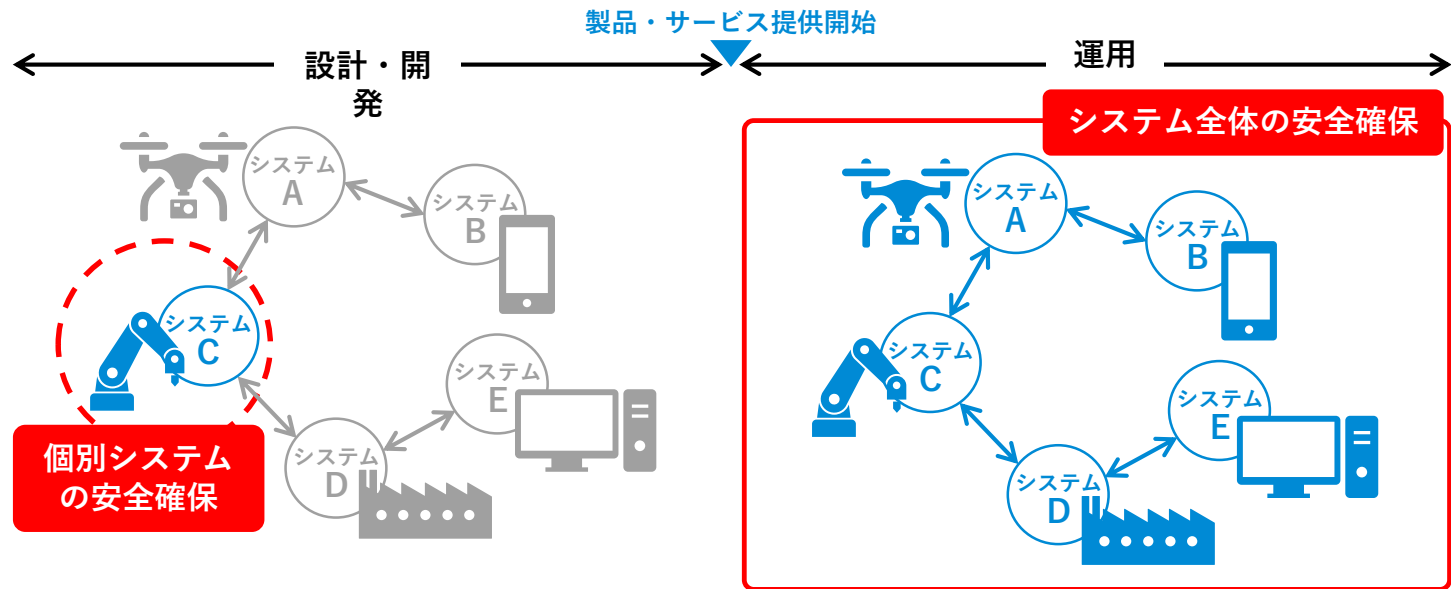 製品・サービス提供開始
設計・開
発
運用
システム全体の安全確保
システム
A
システム
B
システム
C
システム
D
システム
E
個別システム
の安全確保
システム
A
システム
B
システム
C
システム
D
システム
E